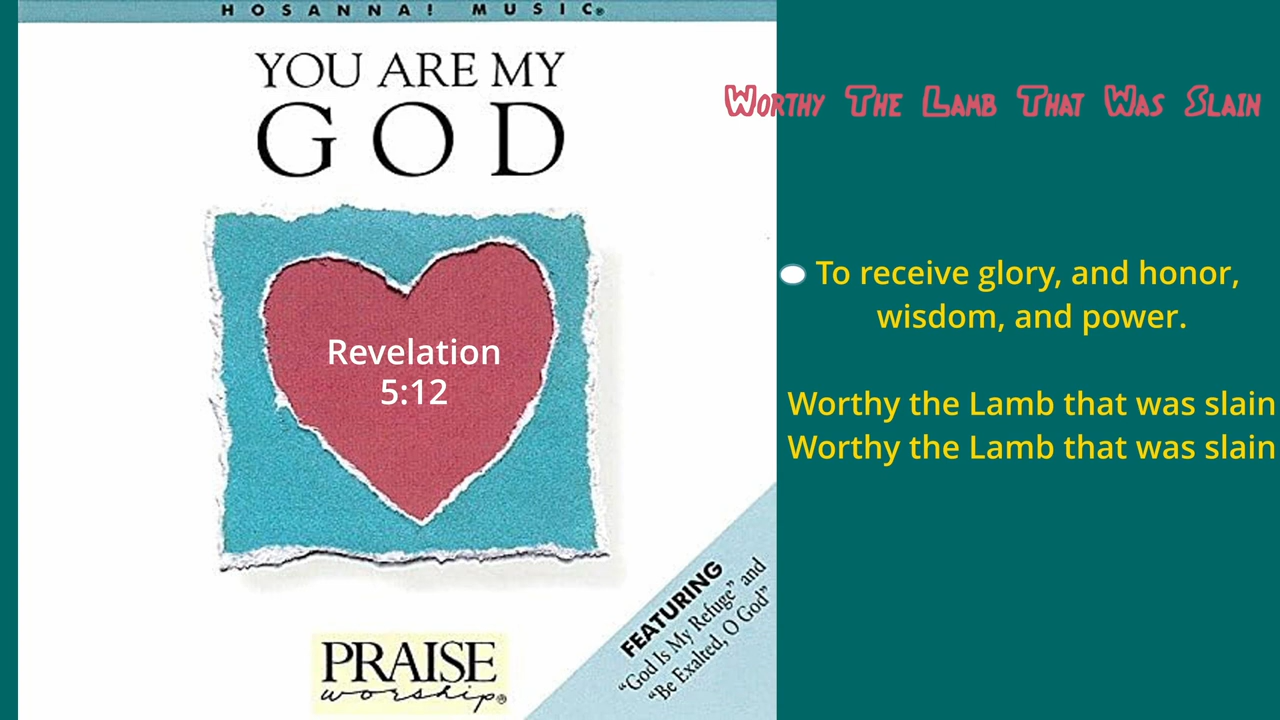 HOSANNA! MUSIC®
YOU ARE MY
GOD
Revelation
5:12
FEATURING
“God Is My Refuge” and
“Be Exalted, O God”
PRAISE
worship®
Worthy The Lamb That Was Slain
To receive glory, and honor,
wisdom, and power.
Worthy the Lamb that was slain
Worthy the Lamb that was slain